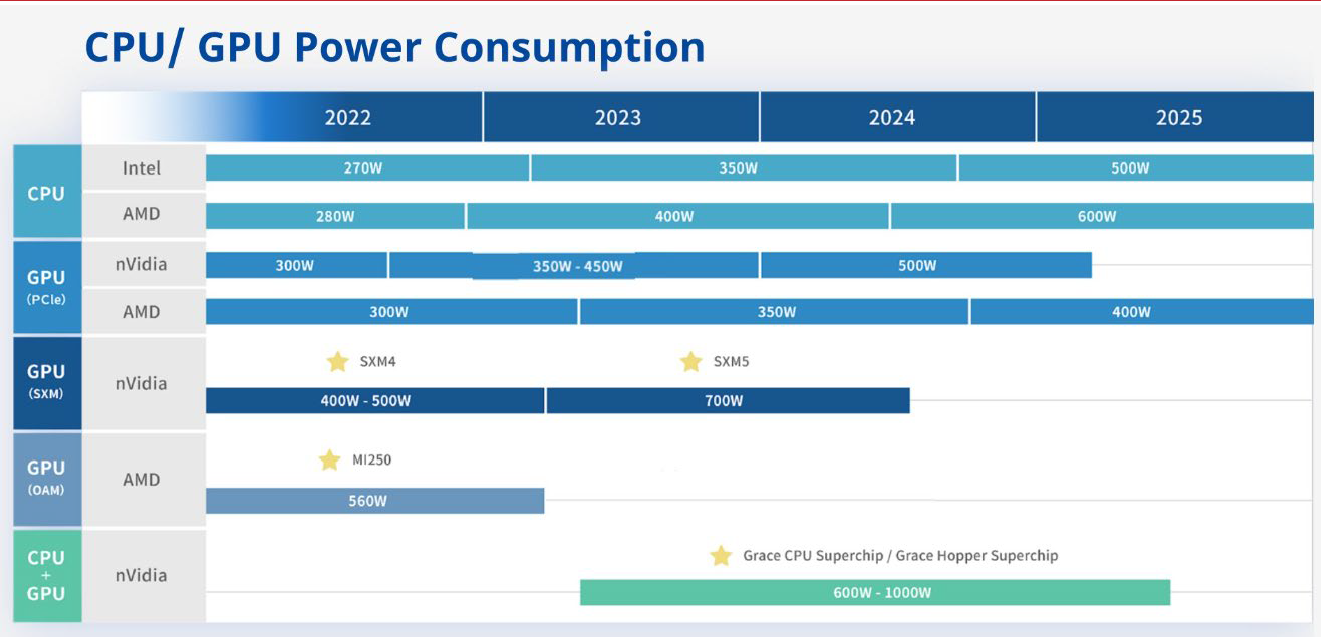 CPU/ GPU Power Consumption
2022 2023 2024 2025
CPU
Intel 270W 350W 500W
AMD 280W 400W 600W
GPU
(PCIe)
nVidia 300W 350W - 450W 500W
AMD 300W 350W 400W
GPU
(SXM)
nVidia
SXM4 SXM5
400W - 500W 700W
GPU
(OAM)
AMD
MI250
560W
CPU
+
GPU
nVidia
Grace CPU Superchip / Grace Hopper Superchip
600W - 1000W